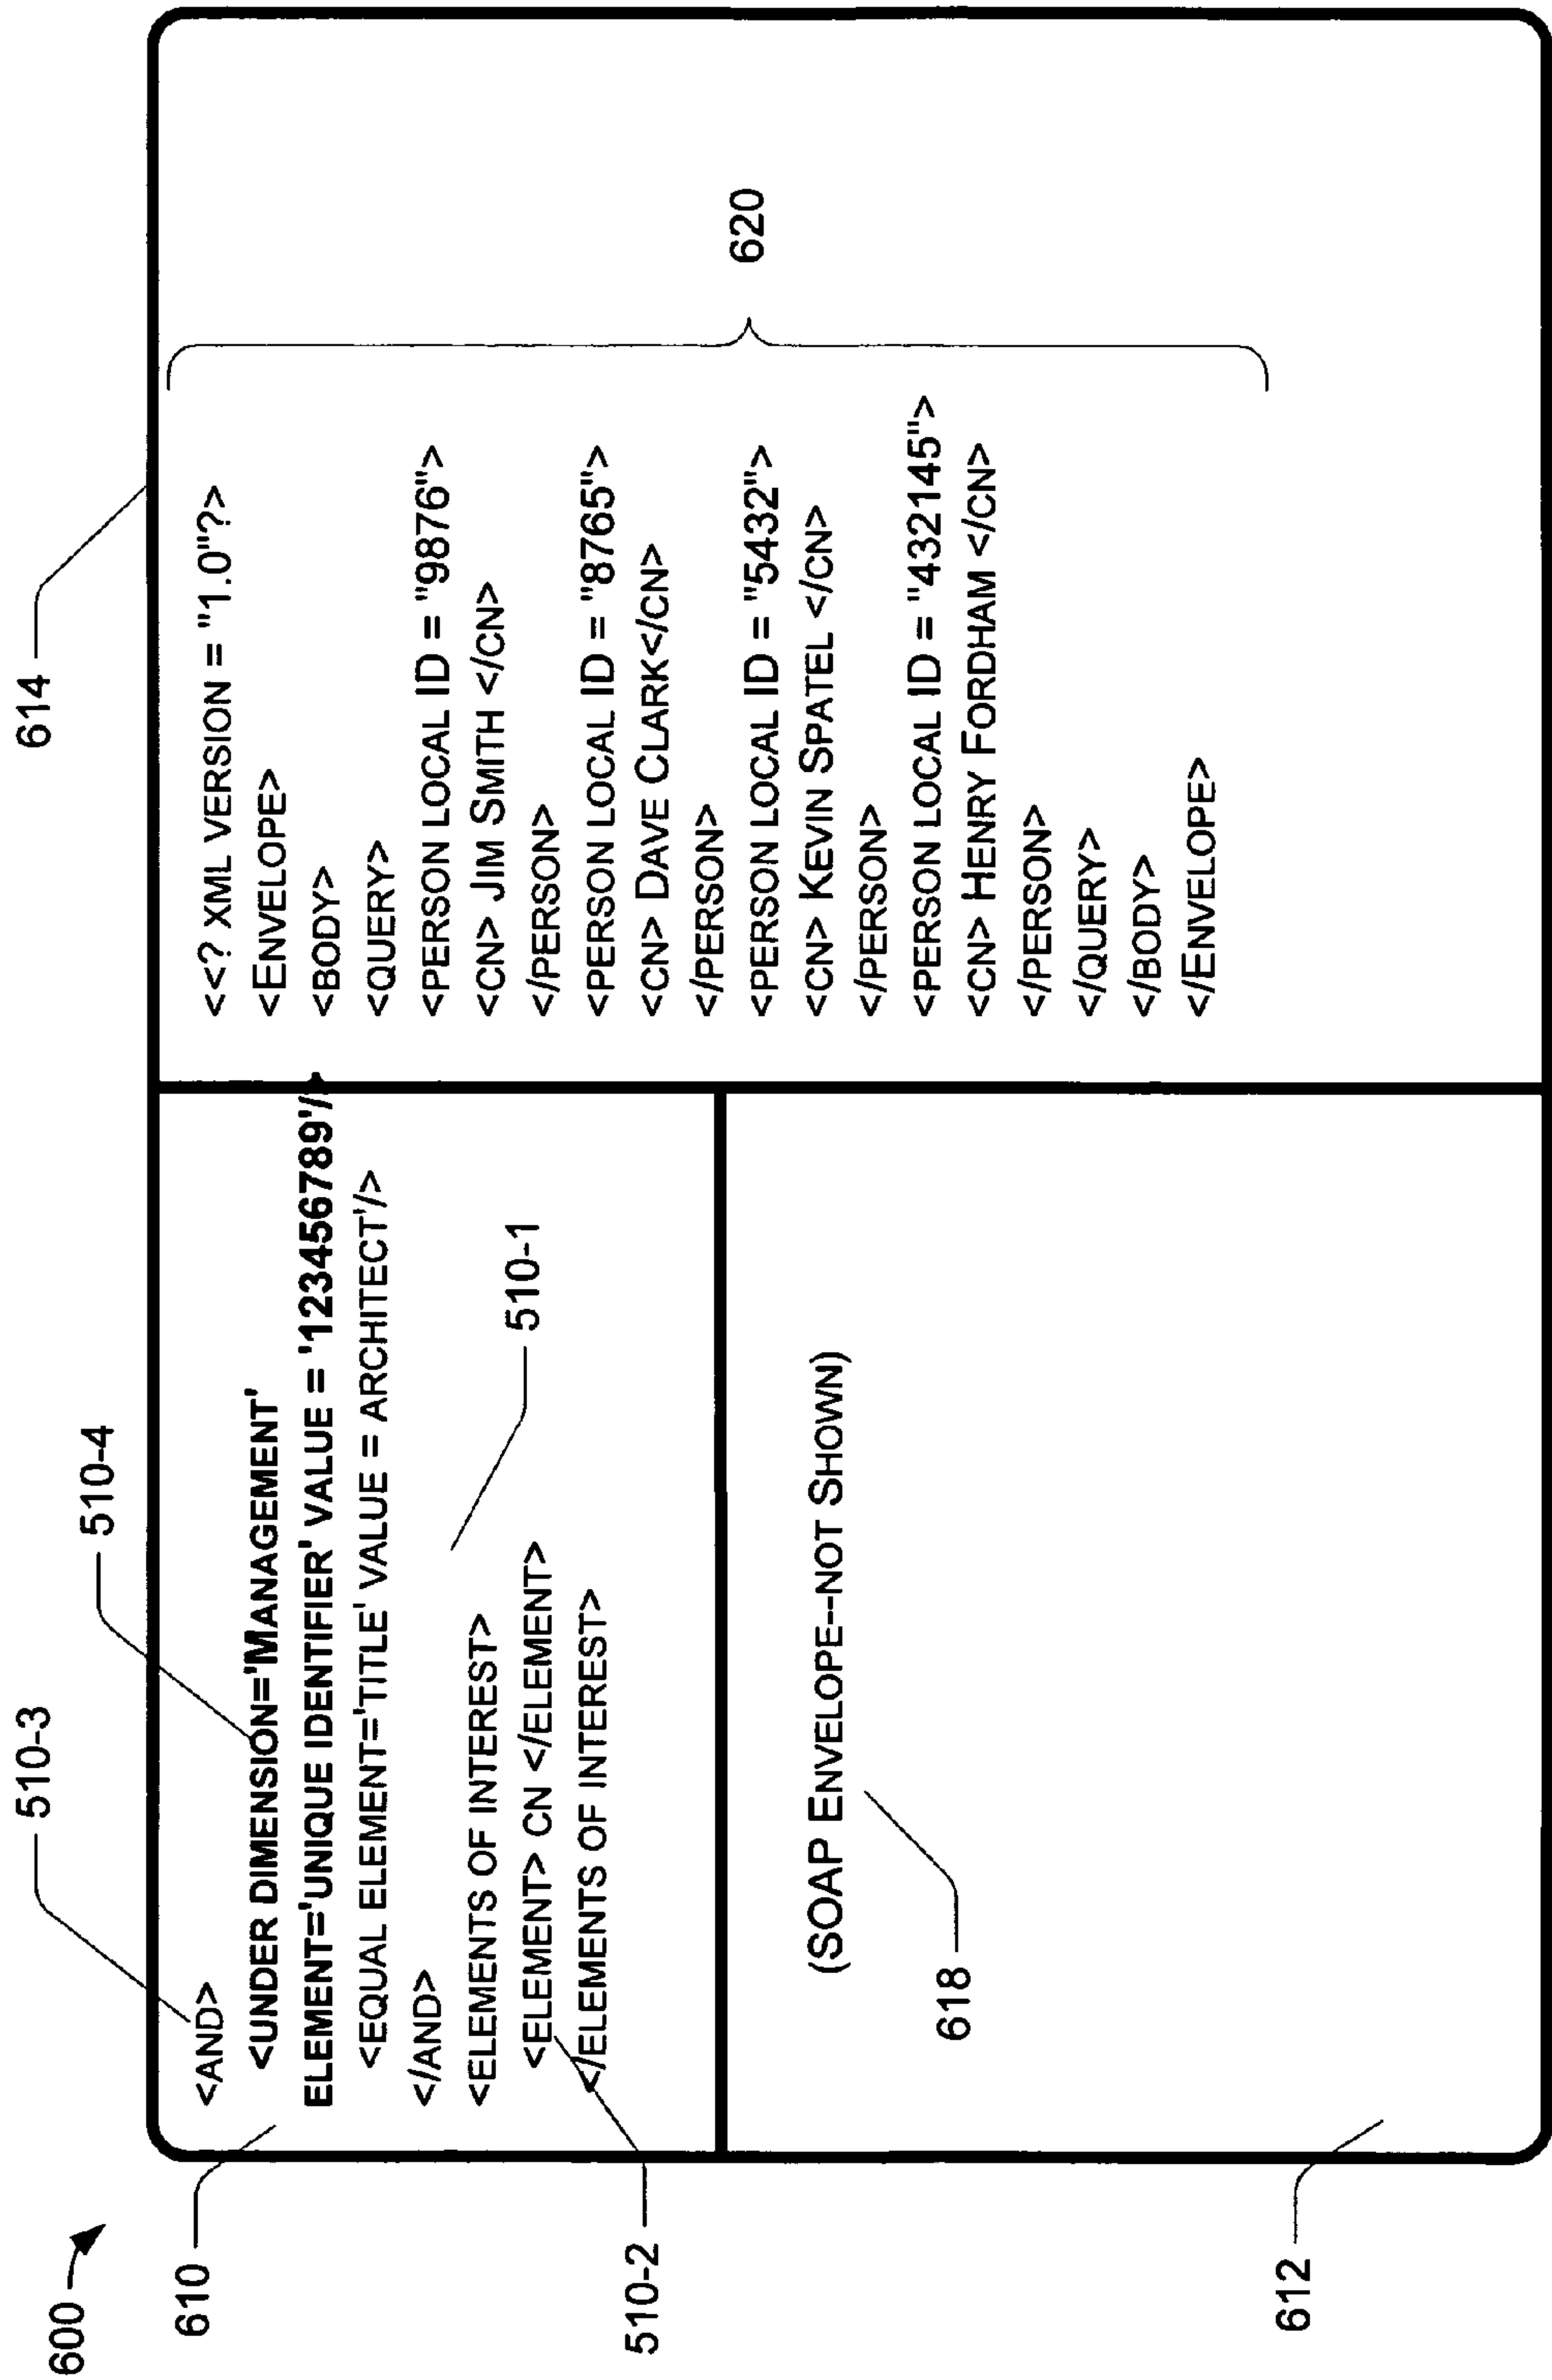 600
610
510-3
510-4
614
<AND>
<UNDER DIMENSION='MANAGEMENT'
ELEMENT='UNIQUE IDENTIFIER' VALUE = '123456789'/
<EQUAL ELEMENT='TITLE' VALUE = ARCHITECT'/>
</AND>
<ELEMENTS OF INTEREST>
<ELEMENT> CN </ELEMENT>
</ELEMENTS OF INTEREST>
510-1
510-2
(SOAP ENVELOPE--NOT SHOWN)
618
612
<<? XML VERSION = "1.0"?>
<ENVELOPE>
<BODY>
<QUERY>
<PERSON LOCAL ID = "9876">
<CN> JIM SMITH </CN>
</PERSON>
<PERSON LOCAL ID = "8765">
<CN> DAVE CLARK</CN>
</PERSON>
<PERSON LOCAL ID = "5432">
<CN> KEVIN SPATEL </CN>
</PERSON>
<PERSON LOCAL ID = "432145">
<CN> HENRY FORDHAM </CN>
</PERSON>
</QUERY>
</BODY>
</ENVELOPE>
620